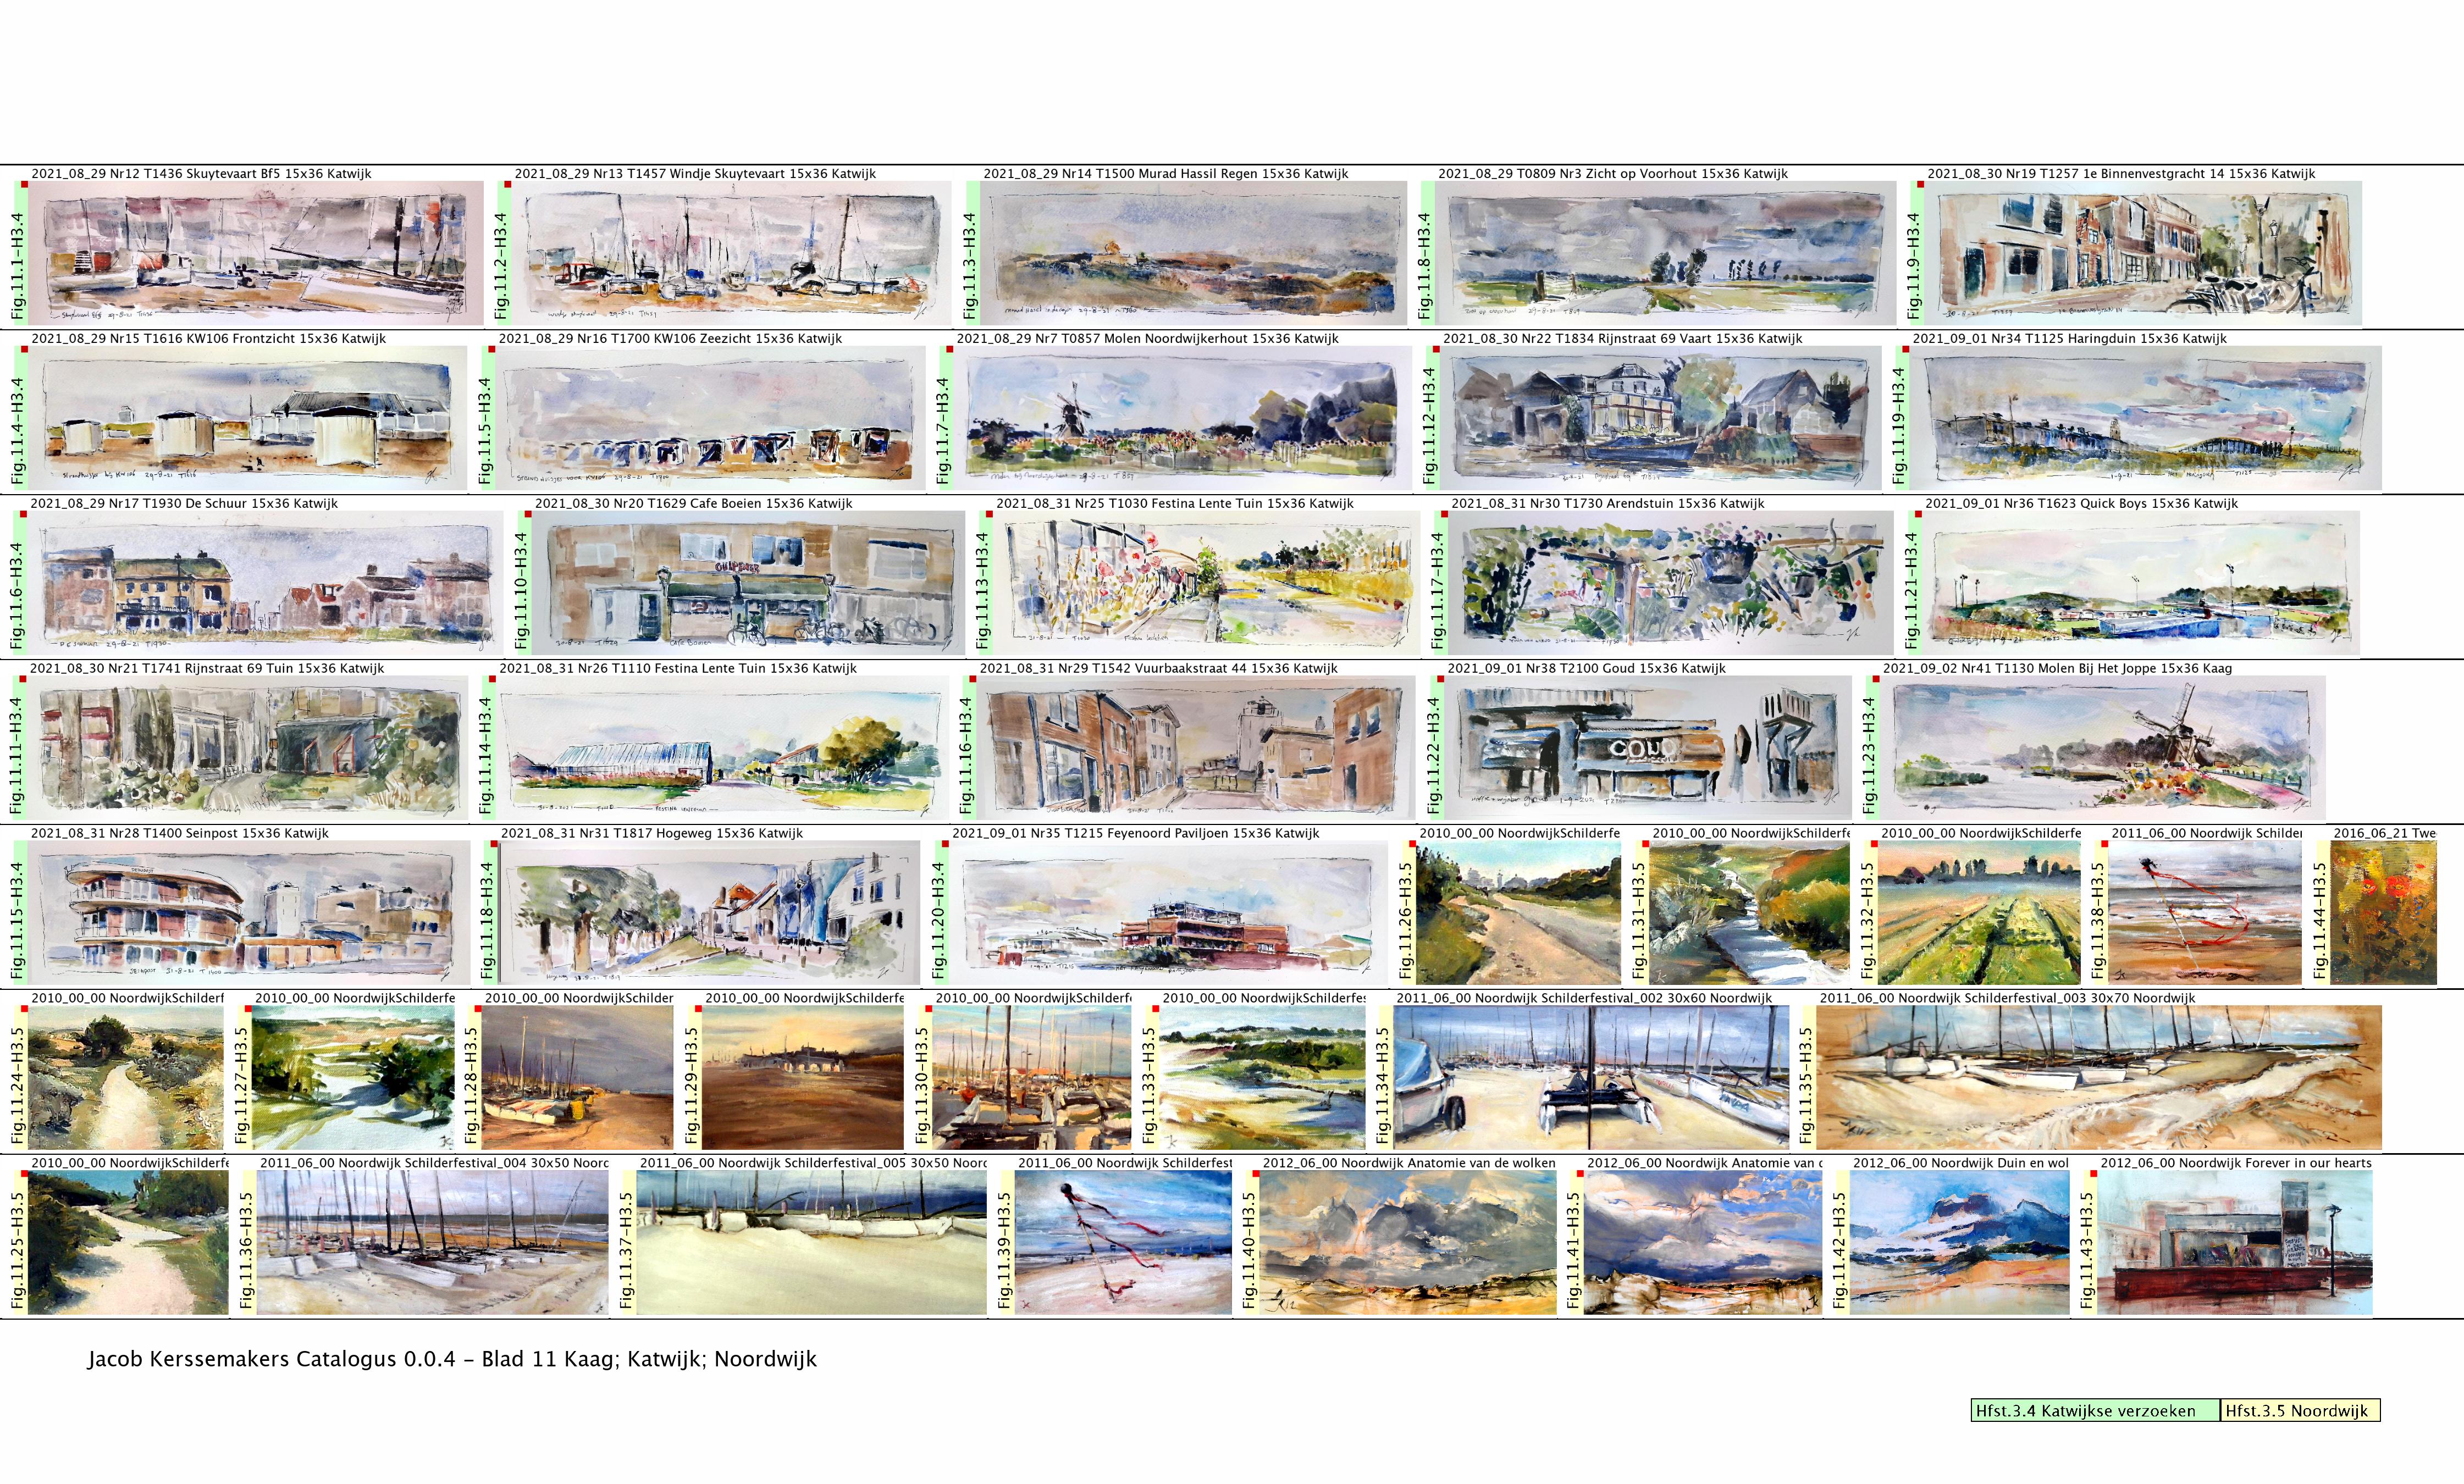 2021_08_29 Nr12 T1436 Skuytevaart Bf5 15x36 Katwijk
2021_08_29 Nr13 T1457 Windje Skuytevaart 15x36 Katwijk
2021_08_29 Nr14 T1500 Murad Hassil Regen 15x36 Katwijk
2021_08_29 T0809 Nr3 Zicht op Voorhout 15x36 Katwijk
2021_08_30 Nr19 T1257 1e Binnenvestgracht 14 15x36 Katwijk
Fig.11.1-H3.4
Fig.11.2-H3.4
Fig.11.3-H3.4
Fig.11.8-H3.4
Fig.11.9-H3.4
2021_08_29 Nr15 T1616 KW106 Frontzicht 15x36 Katwijk
2021_08_29 Nr16 T1700 KW106 Zeezicht 15x36 Katwijk
2021_08_29 Nr7 T0857 Molen Noordwijkerhout 15x36 Katwijk
2021_08_30 Nr22 T1834 Rijnstraat 69 Vaart 15x36 Katwijk
2021_09_01 Nr34 T1125 Haringduin 15x36 Katwijk
Fig.11.4-H3.4
Fig.11.5-H3.4
Fig.11.7-H3.4
Fig.11.12-H3.4
Fig.11.19-H3.4
2021_08_29 Nr17 T1930 De Schuur 15x36 Katwijk
2021_08_30 Nr20 T1629 Cafe Boeien 15x36 Katwijk
2021_08_31 Nr25 T1030 Festina Lente Tuin 15x36 Katwijk
2021_08_31 Nr30 T1730 Arendstuin 15x36 Katwijk
2021_09_01 Nr36 T1623 Quick Boys 15x36 Katwijk
Fig.11.6-H3.4
Fig.11.10-H3.4
Fig.11.13-H3.4
Fig.11.17-H3.4
Fig.11.21-H3.4
2021_08_30 Nr21 T1741 Rijnstraat 69 Tuin 15x36 Katwijk
2021_08_31 Nr26 T1110 Festina Lente Tuin 15x36 Katwijk
2021_08_31 Nr29 T1542 Vuurbaakstraat 44 15x36 Katwijk
2021_09_01 Nr38 T2100 Goud 15x36 Katwijk
2021_09_02 Nr41 T1130 Molen Bij Het Joppe 15x36 Kaag
Fig.11.11-H3.4
Fig.11.14-H3.4
Fig.11.16-H3.4
Fig.11.22-H3.4
Fig.11.23-H3.4
2021_08_31 Nr28 T1400 Seinpost 15x36 Katwijk
2021_08_31 Nr31 T1817 Hogeweg 15x36 Katwijk
2021_09_01 Nr35 T1215 Feyenoord Paviljoen 15x36 Katwijk
2010_00_00 NoordwijkSchilderfe
2010_00_00 NoordwijkSchilderfe
2010_00_00 NoordwijkSchilderfe
2011_06_00 Noordwijk Schilder
2016_06_21 Twe
Fig.11.15-H3.4
Fig.11.18-H3.4
Fig.11.20-H3.4
Fig.11.26-H3.5
Fig.11.31-H3.5
Fig.11.32-H3.5
Fig.11.38-H3.5
Fig.11.44-H3.5
2010_00_00 NoordwijkSchilderf
2010_00_00 NoordwijkSchilderfe
2010_00_00 NoordwijkSchilder
2010_00_00 NoordwijkSchilderfe
2010_00_00 NoordwijkSchilderf
2010_00_00 NoordwijkSchilderfes
2011_06_00 Noordwijk Schilderfestival_002 30x60 Noordwijk
2011_06_00 Noordwijk Schilderfestival_003 30x70 Noordwijk
Fig.11.24-H3.5
Fig.11.27-H3.5
Fig.11.28-H3.5
Fig.11.29-H3.5
Fig.11.30-H3.5
Fig.11.33-H3.5
Fig.11.34-H3.5
Fig.11.35-H3.5
2010_00_00 NoordwijkSchilderfe
2011_06_00 Noordwijk Schilderfestival_004 30x50 Noord
2011_06_00 Noordwijk Schilderfestival_005 30x50 Noord
2011_06_00 Noordwijk Schilderfest
2012_06_00 Noordwijk Anatomie van de wolken
2012_06_00 Noordwijk Anatomie van d
2012_06_00 Noordwijk Duin en wol
2012_06_00 Noordwijk Forever in our hearts
Fig.11.25-H3.5
Fig.11.36-H3.5
Fig.11.37-H3.5
Fig.11.39-H3.5
Fig.11.40-H3.5
Fig.11.41-H3.5
Fig.11.42-H3.5
Fig.11.43-H3.5
Jacob Kerssemakers Catalogus 0.0.4 - Blad 11 Kaag; Katwijk; Noordwijk
Hfst.3.4 Katwijkse verzoeken
Hfst.3.5 Noordwijk